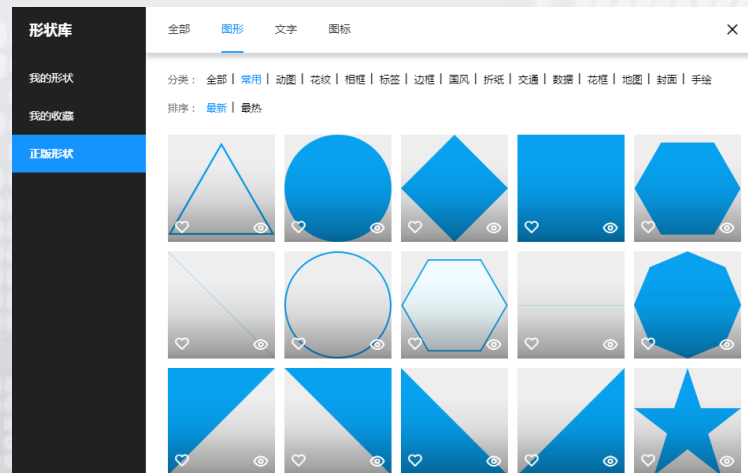 形状库
全部 图形 文字 图标
我的形状
我的收藏
正版形状
分类： 全部 | 常用 | 动图 | 花纹 | 相框 | 标签 | 边框 | 国风 | 折纸 | 交通 | 数据 | 花框 | 地图 | 封面 | 手绘
排序： 最新 | 最热